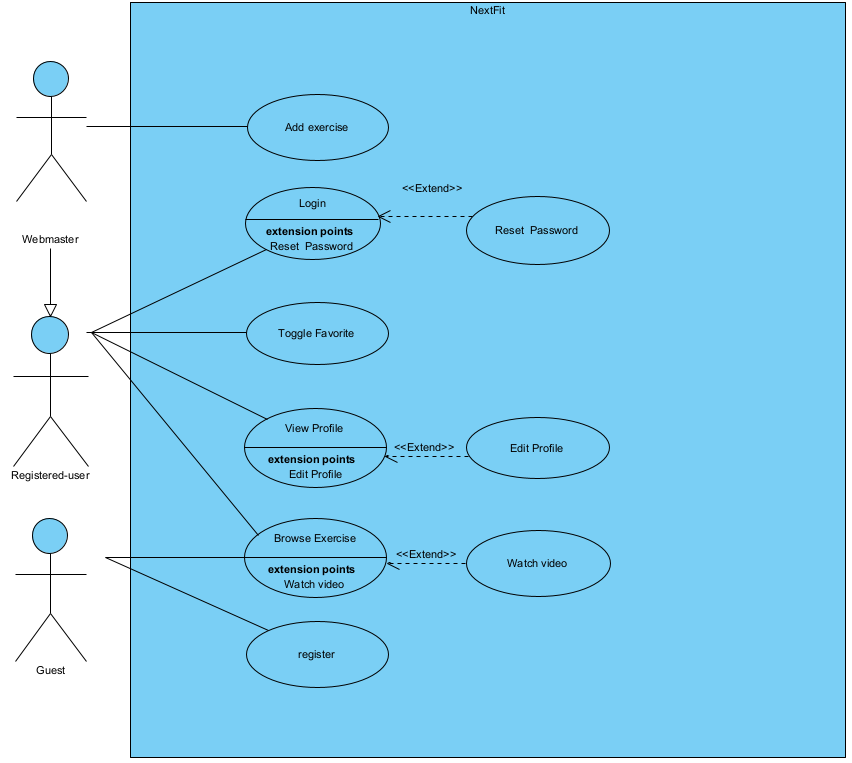 NextFit
Add exercise
Login
extension points
Reset  Password
<<Extend>>
Reset  Password
Webmaster
Toggle Favorite
View Profile
extension points
Edit Profile
<<Extend>>
Edit Profile
Registered-user
Browse Exercise
extension points
Watch video
<<Extend>>
Watch video
register
Guest